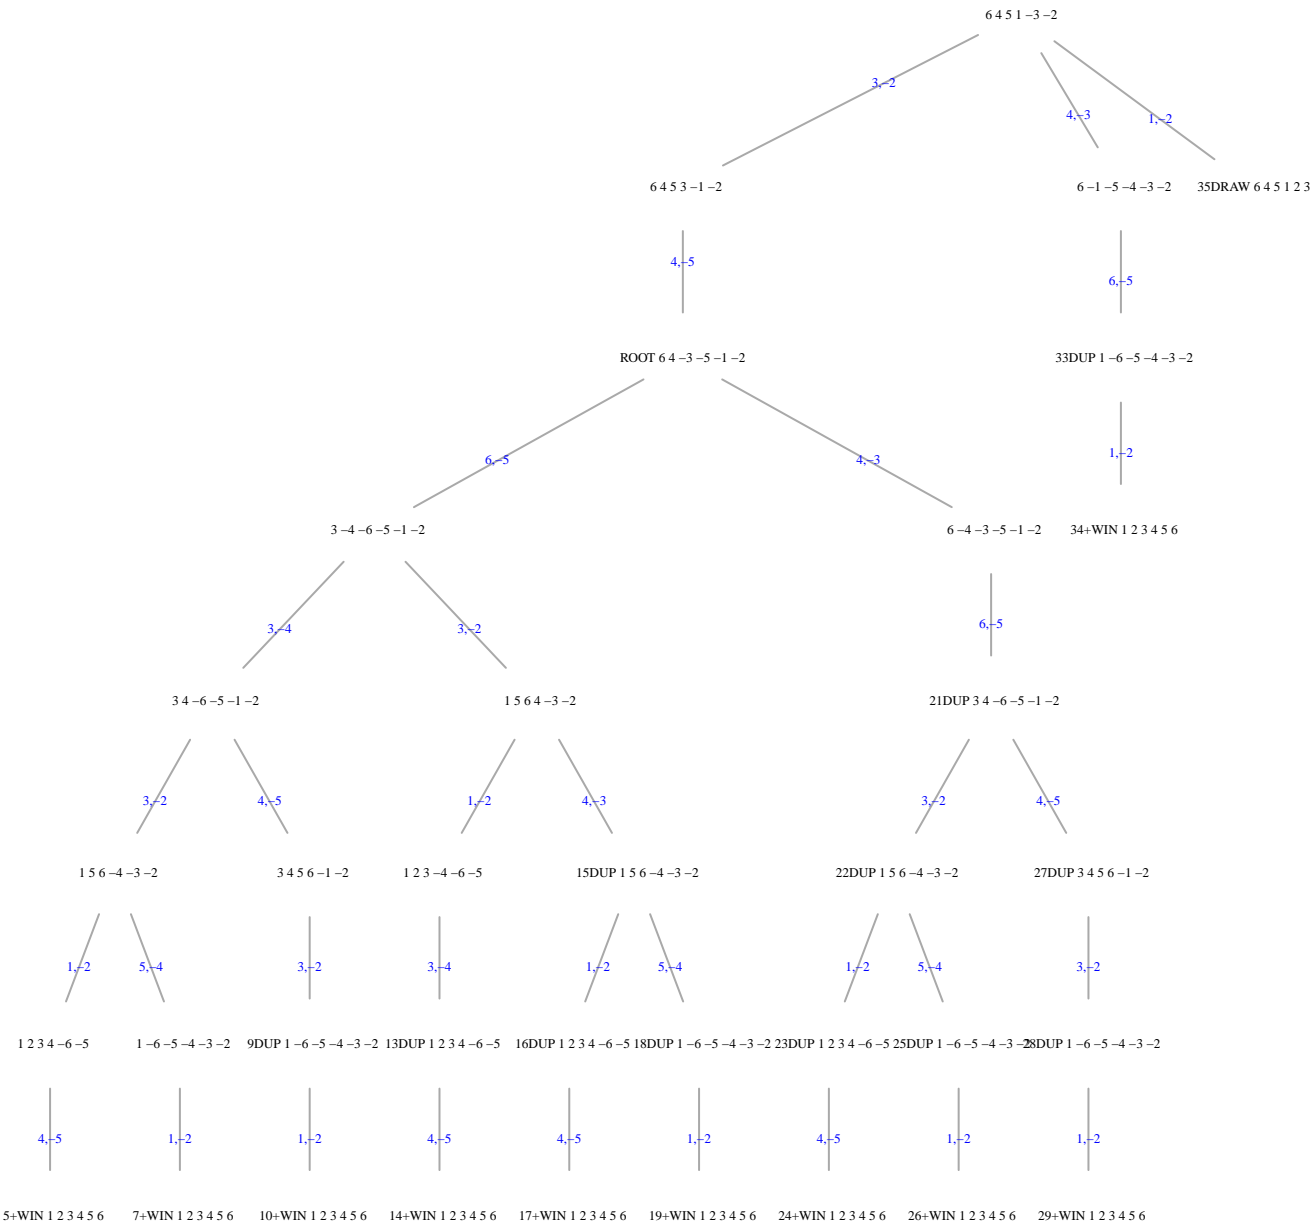 6 4 5 1 −3 −2
3,−2
4,−3
1,−2
6 4 5 3 −1 −2
6 −1 −5 −4 −3 −2
35DRAW 6 4 5 1 2 3
4,−5
6,−5
ROOT 6 4 −3 −5 −1 −2
33DUP 1 −6 −5 −4 −3 −2
6,−5
4,−3
1,−2
3 −4 −6 −5 −1 −2
6 −4 −3 −5 −1 −2
34+WIN 1 2 3 4 5 6
3,−4
3,−2
6,−5
3 4 −6 −5 −1 −2
1 5 6 4 −3 −2
21DUP 3 4 −6 −5 −1 −2
3,−2
4,−5
1,−2
4,−3
3,−2
4,−5
1 5 6 −4 −3 −2
3 4 5 6 −1 −2
1 2 3 −4 −6 −5
15DUP 1 5 6 −4 −3 −2
22DUP 1 5 6 −4 −3 −2
27DUP 3 4 5 6 −1 −2
1,−2
5,−4
3,−2
3,−4
1,−2
5,−4
1,−2
5,−4
3,−2
1 2 3 4 −6 −5
1 −6 −5 −4 −3 −2
9DUP 1 −6 −5 −4 −3 −2
13DUP 1 2 3 4 −6 −5
16DUP 1 2 3 4 −6 −5
18DUP 1 −6 −5 −4 −3 −2
23DUP 1 2 3 4 −6 −5
25DUP 1 −6 −5 −4 −3 −2
28DUP 1 −6 −5 −4 −3 −2
4,−5
1,−2
1,−2
4,−5
4,−5
1,−2
4,−5
1,−2
1,−2
5+WIN 1 2 3 4 5 6
7+WIN 1 2 3 4 5 6
10+WIN 1 2 3 4 5 6
14+WIN 1 2 3 4 5 6
17+WIN 1 2 3 4 5 6
19+WIN 1 2 3 4 5 6
24+WIN 1 2 3 4 5 6
26+WIN 1 2 3 4 5 6
29+WIN 1 2 3 4 5 6